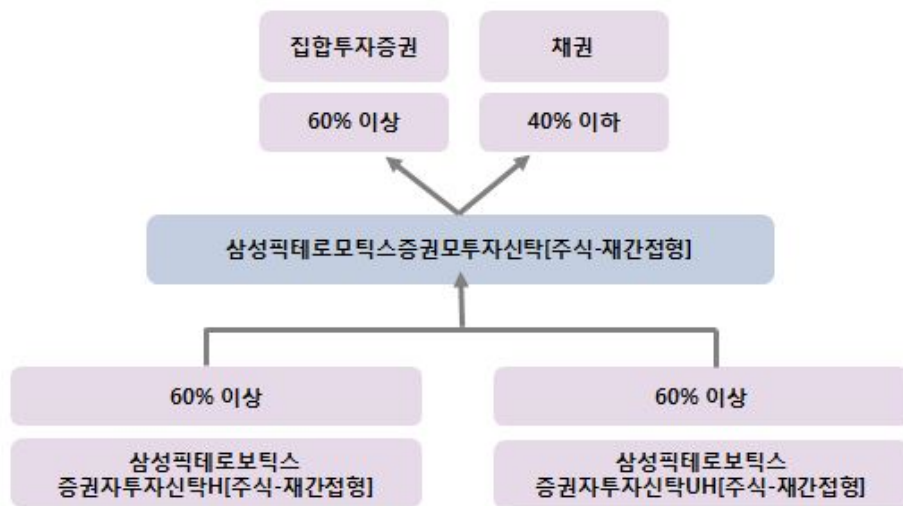 집합투자증권
채권
60% 이상
40% 이하
삼성픽테로모틱스증권모투자신탁[주식-재간접형]
60% 이상
60% 이상
삼성픽테로보틱스
증권자투자신탁H[주식-재간접형]
삼성픽테로보틱스
증권자투자신탁UH[주식-재간접형]